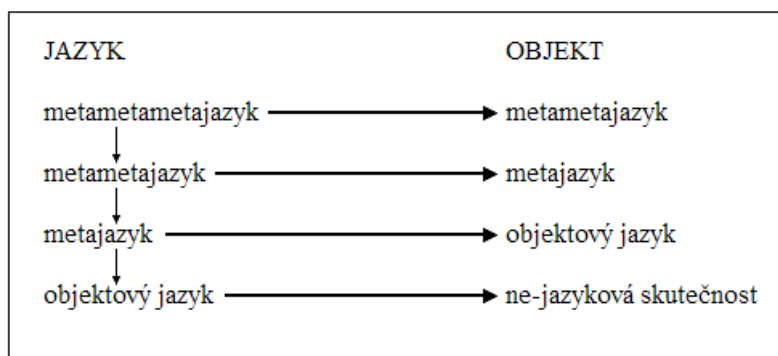 JAZYK OBJEKT
metametametajazyk metametajazyk
metametajazyk metajazyk
metajazyk objektový jazyk
objektový jazyk ne-jazyková skutečnost